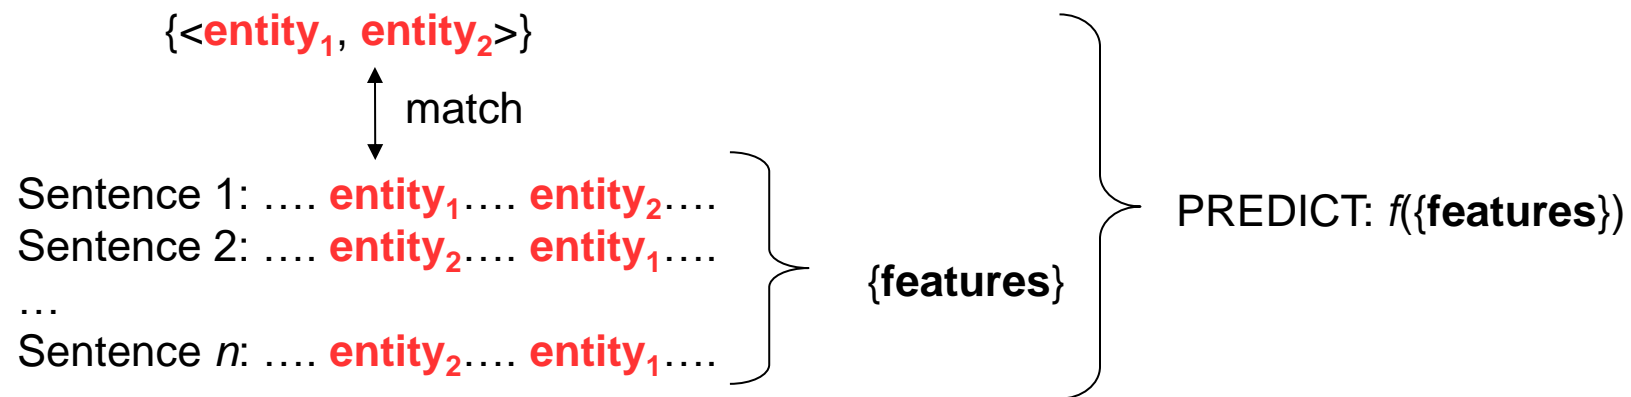 {<entity₁, entity₂>}
match
Sentence 1: …. entity₁…. entity₂….
Sentence 2: …. entity₂…. entity₁….
…
Sentence n: …. entity₂…. entity₁….
{features}
PREDICT: f({features})